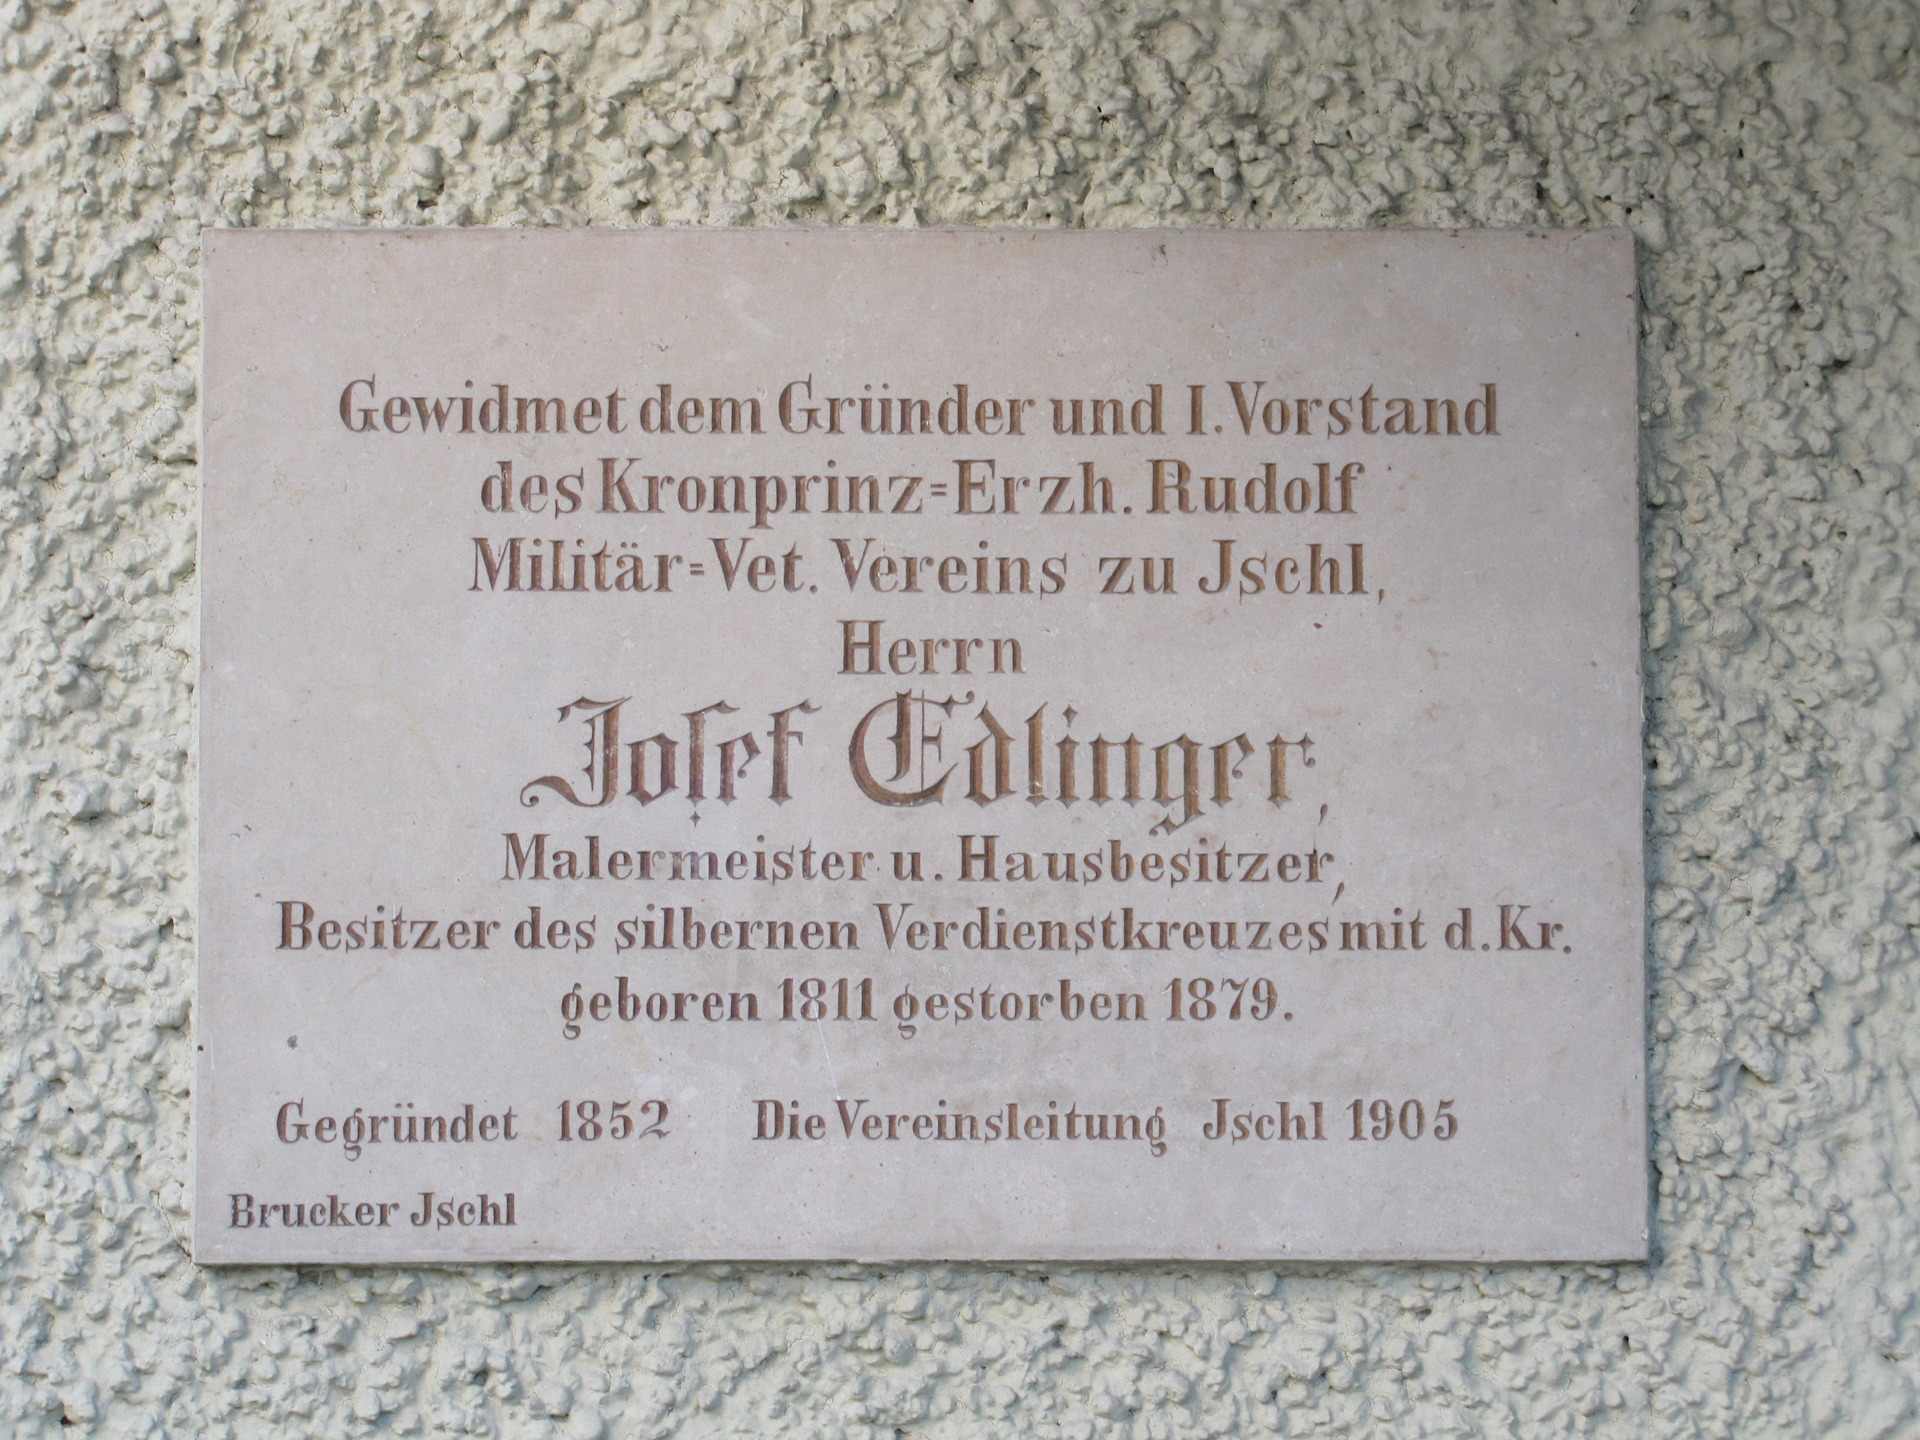 Gewidmet dem Gründer und I. Vorstand
des Kronprinz=Erzh. Rudolf
Militär=Vet. Vereins zu Jschl,
Herrn
Joſef Edlinger,
Malermeister u. Hausbesitzer,
Besitzer des silbernen Verdienstkreuzes mit d. Kr.
geboren 1811 gestorben 1879.
Gegründet 1852 Die Vereinsleitung Jschl 1905
Brucker Jschl